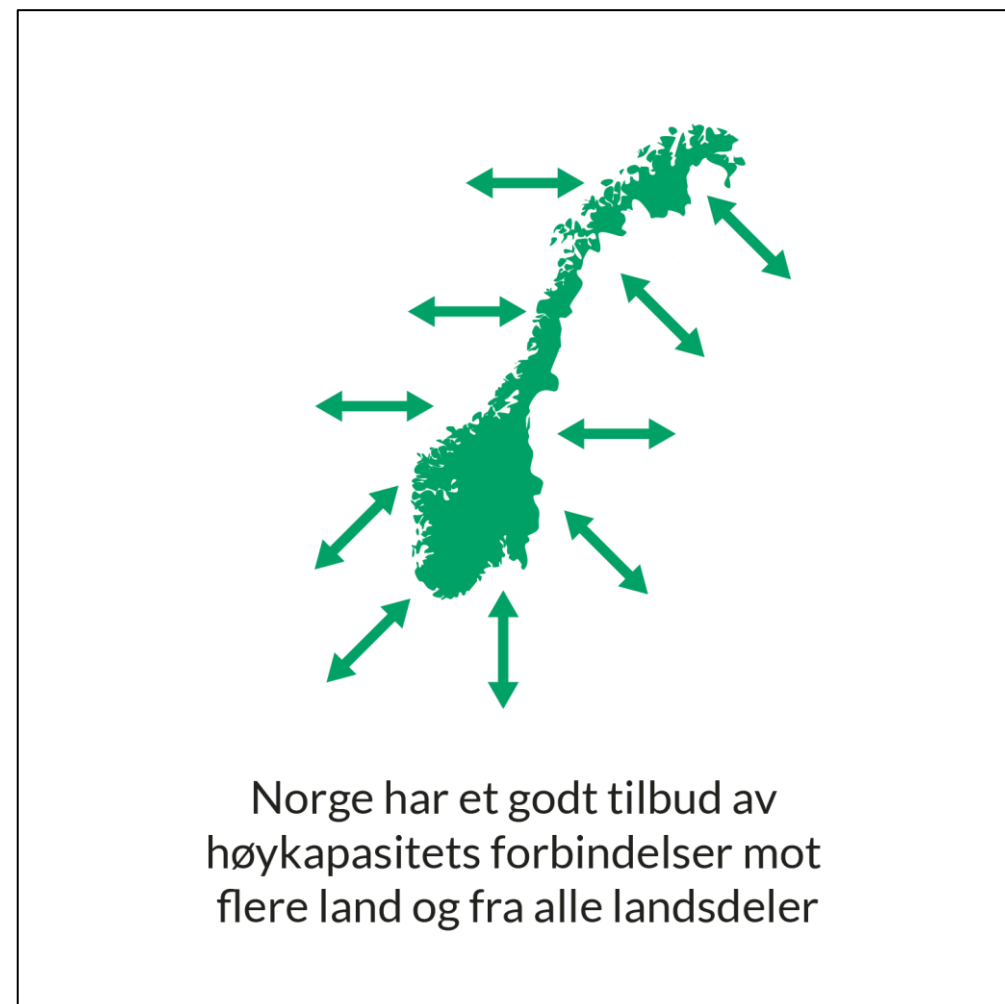 Norge har et godt tilbud av
høykapasitets forbindelser mot
flere land og fra alle landsdeler